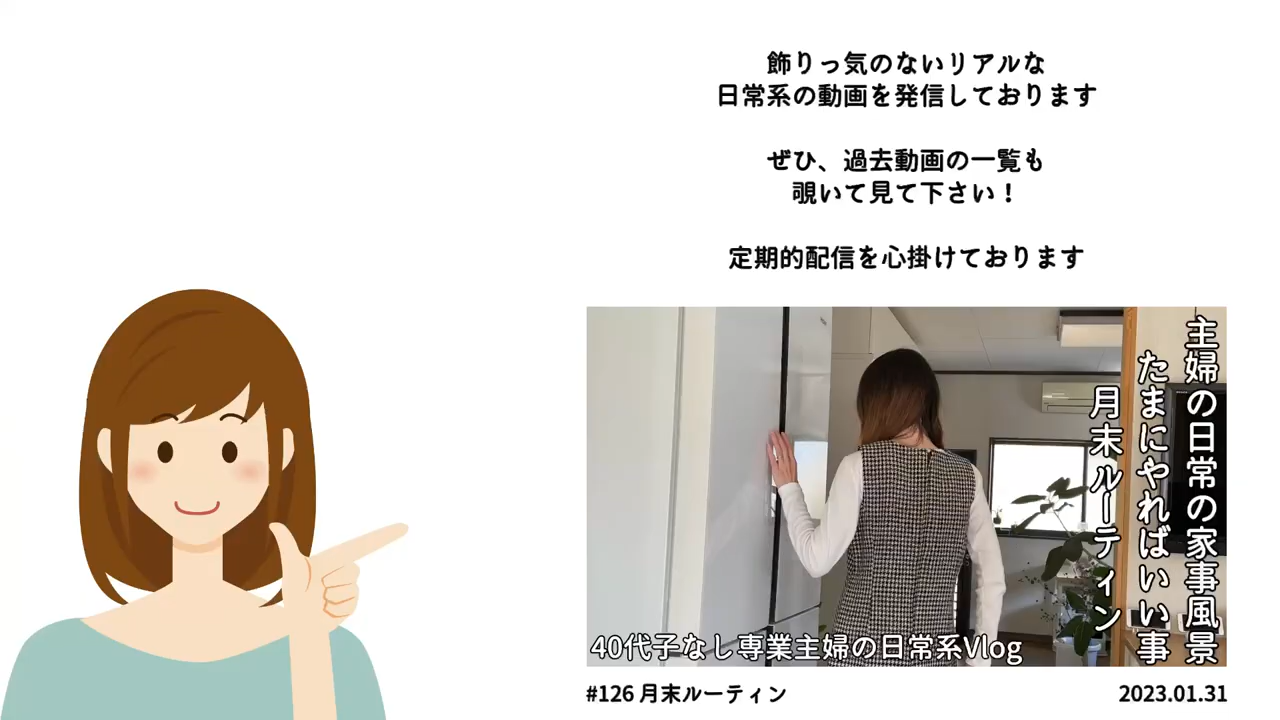 飾りっ気のないリアルな
日常系の動画を発信しております
ぜひ、過去動画の一覧も
覗いて見て下さい！
定期的配信を心掛けております
主婦の日常の家事風景
たまにやればいい事
月末ルーティン
40代子なし専業主婦の日常系Vlog
#126 月末ルーティン
2023.01.31